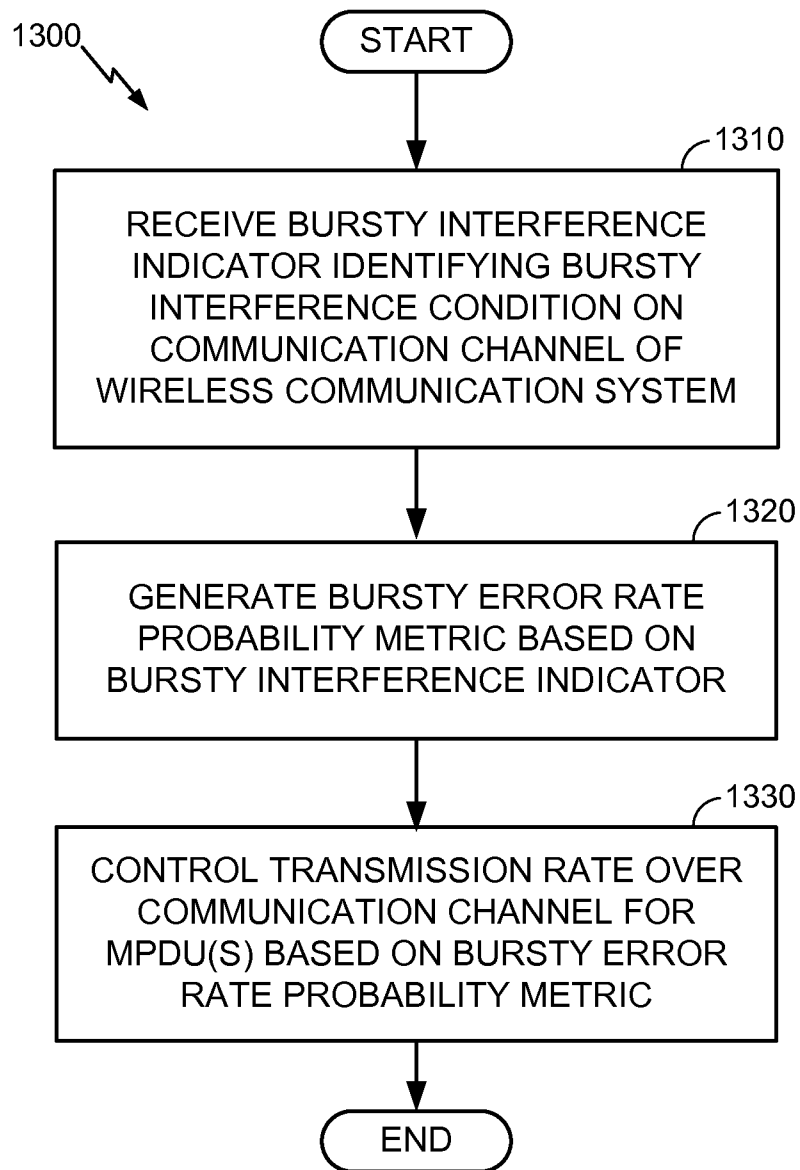 1300
START
1310
RECEIVE BURSTY INTERFERENCE
INDICATOR IDENTIFYING BURSTY
INTERFERENCE CONDITION ON
COMMUNICATION CHANNEL OF
WIRELESS COMMUNICATION SYSTEM
1320
GENERATE BURSTY ERROR RATE
PROBABILITY METRIC BASED ON
BURSTY INTERFERENCE INDICATOR
1330
CONTROL TRANSMISSION RATE OVER
COMMUNICATION CHANNEL FOR
MPDU(S) BASED ON BURSTY ERROR
RATE PROBABILITY METRIC
END